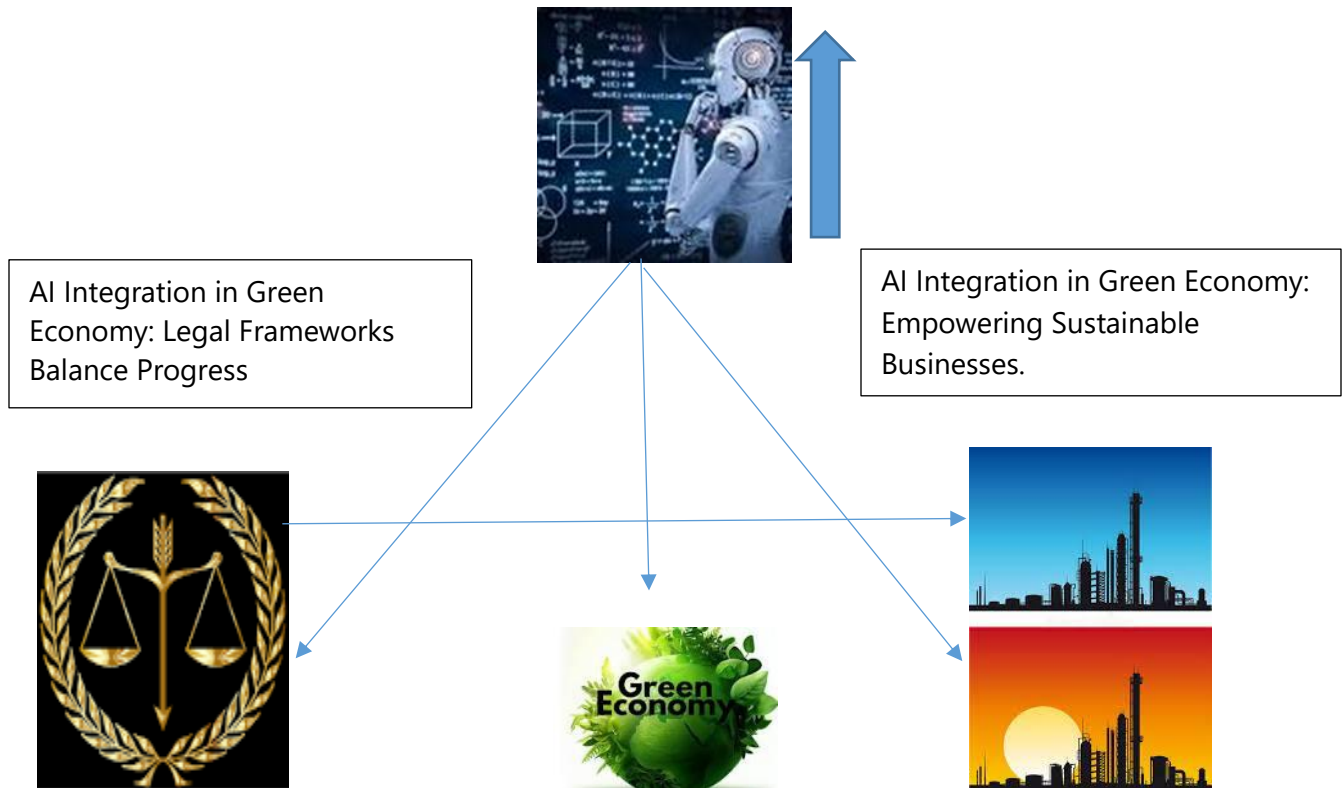 AI Integration in Green
Economy: Legal Frameworks
Balance Progress
AI Integration in Green Economy:
Empowering Sustainable
Businesses.
Green
Economy